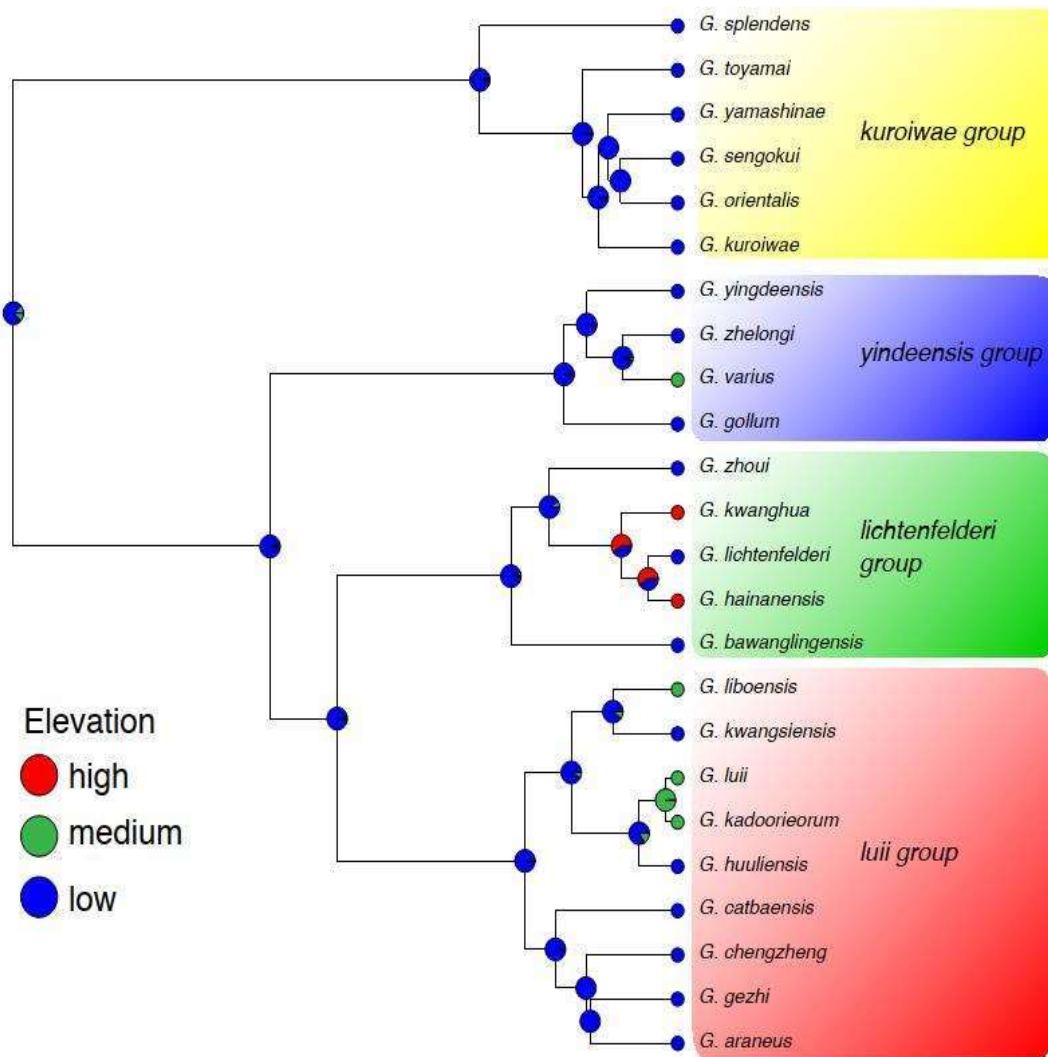 G. splendens
G. toyamai
G. yamashinae
kuroiwae group
G. sengokui
G. orientalis
G. kuroiwae
G. yingdeensis
G. zhelongi
yindeensis group
G. varius
G. gollum
G. zhoui
G. kwanghua
lichtenfelderi
group
G. lichtenfelderi
G. hainanensis
G. bawanglingensis
G. liboensis
G. kwangsiensis
G. luii
G. kadoorieorum
luii group
G. huuliensis
G. catbaensis
G. chengzheng
G. gezhi
G. araneus
Elevation
high
medium
low